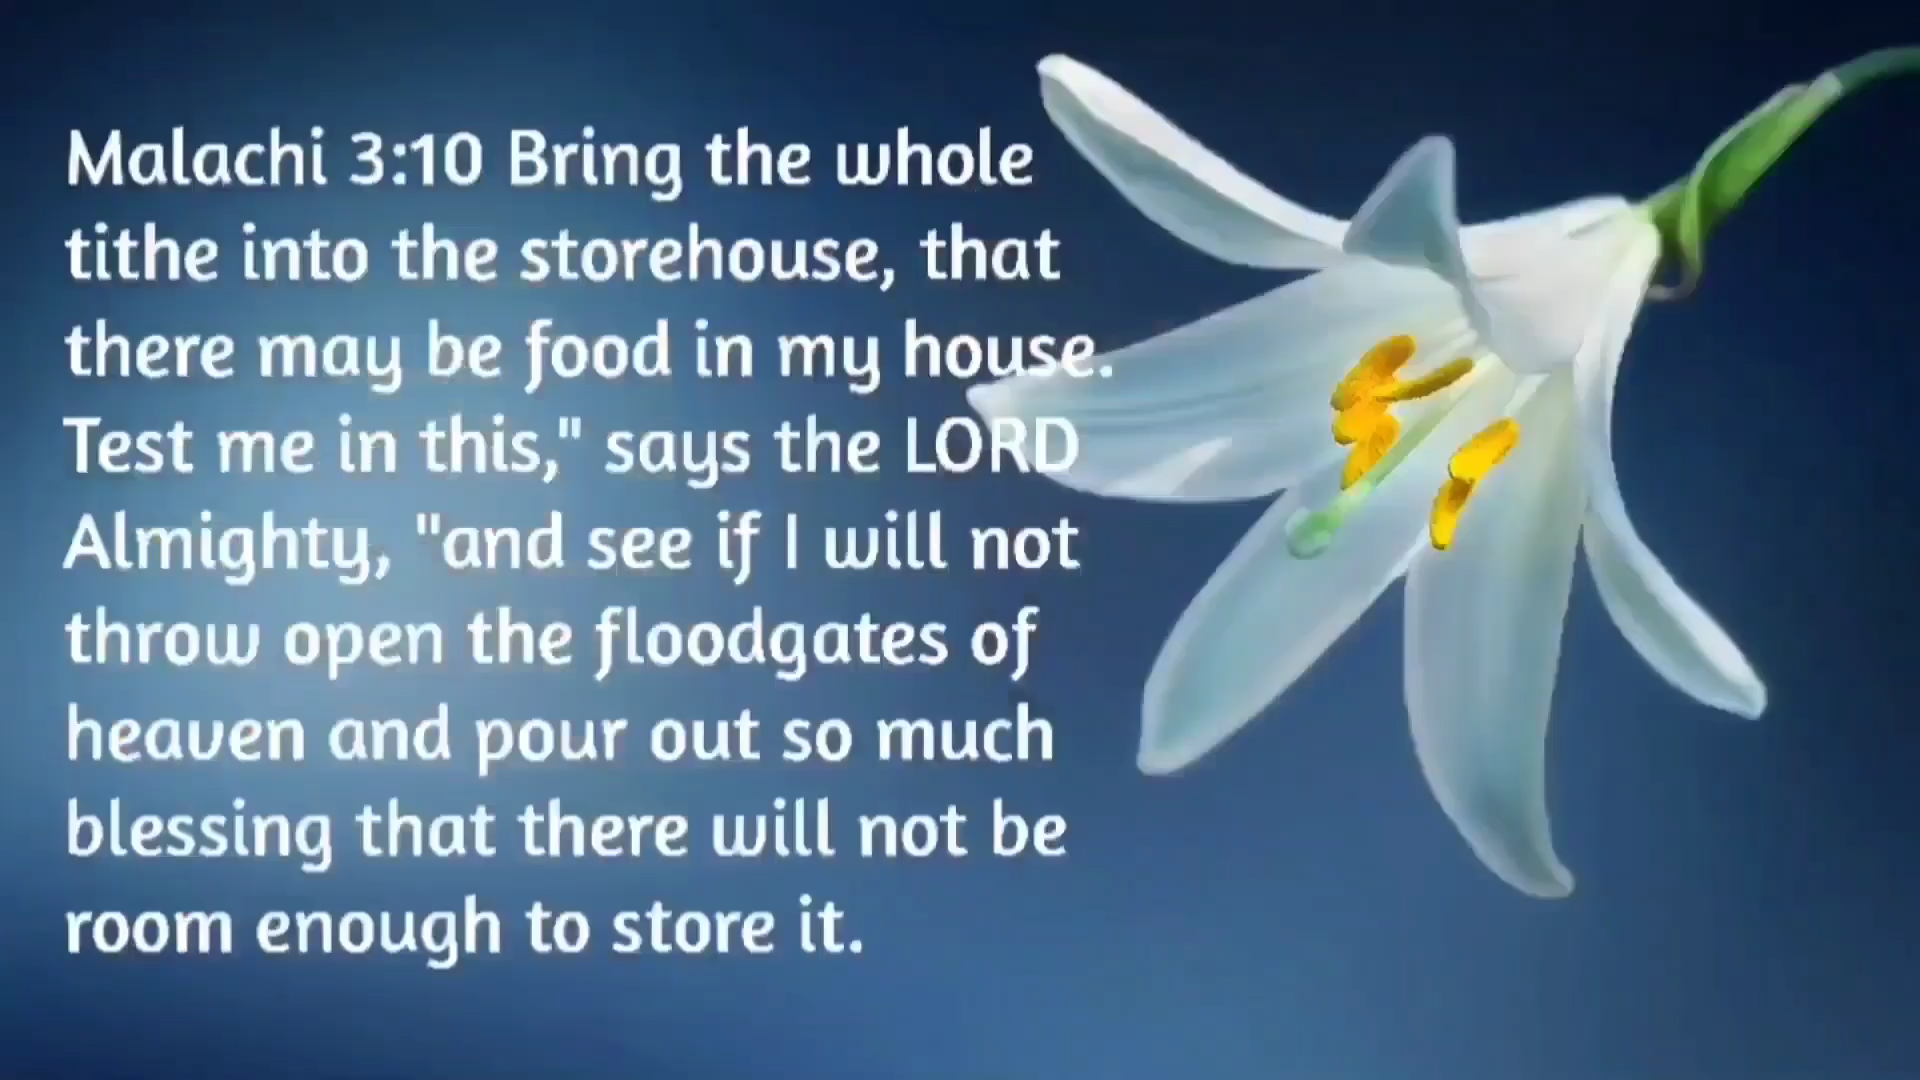 Malachi 3:10 Bring the whole
tithe into the storehouse, that
there may be food in my house.
Test me in this," says the LORD
Almighty, "and see if I will not
throw open the floodgates of
heaven and pour out so much
blessing that there will not be
room enough to store it.